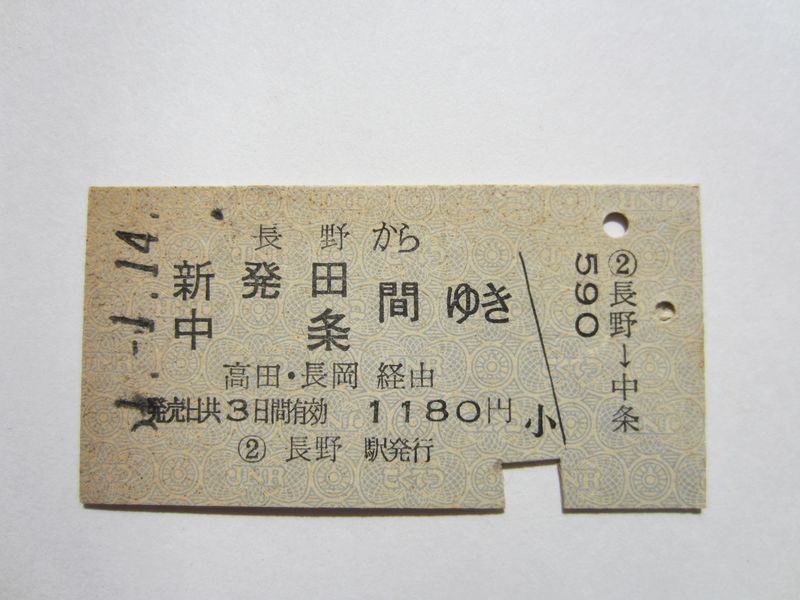 長野から
新発田
中条
間ゆき
高田・長岡 経由
発売日共3日間有効 1180円
② 長野 駅発行
小
②長野→中条
590
-1.14.